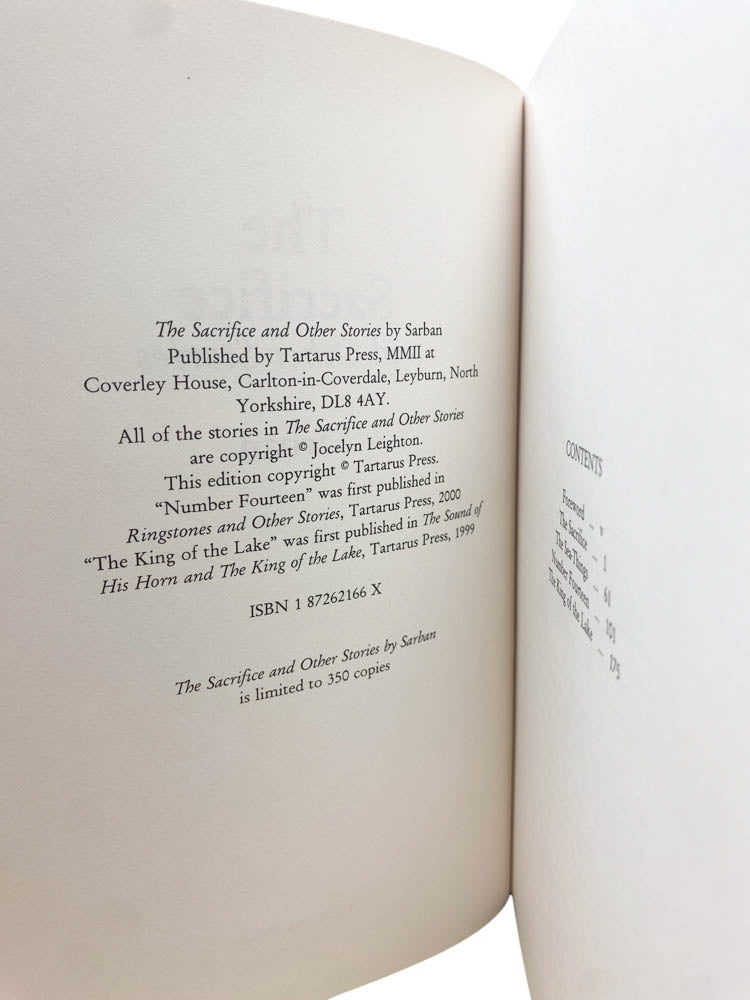 The Sacrifice and Other Stories by Sarban
Published by Tartarus Press, MMII at
Coverley House, Carlton-in-Coverdale, Leyburn, North
Yorkshire, DL8 4AY.
All of the stories in The Sacrifice and Other Stories
are copyright © Jocelyn Leighton.
This edition copyright © Tartarus Press.
“Number Fourteen” was first published in
Ringstones and Other Stories, Tartarus Press, 2000
“The King of the Lake” was first published in The Sound of
His Horn and The King of the Lake, Tartarus Press, 1999
ISBN 1 87262166 X
The Sacrifice and Other Stories by Sarban
is limited to 350 copies
The
Sacrifice
CONTENTS
Foreword – v
The Sacrifice – 1
The Sea-Things – 61
Number Fourteen – 101
The King of the Lake – 175